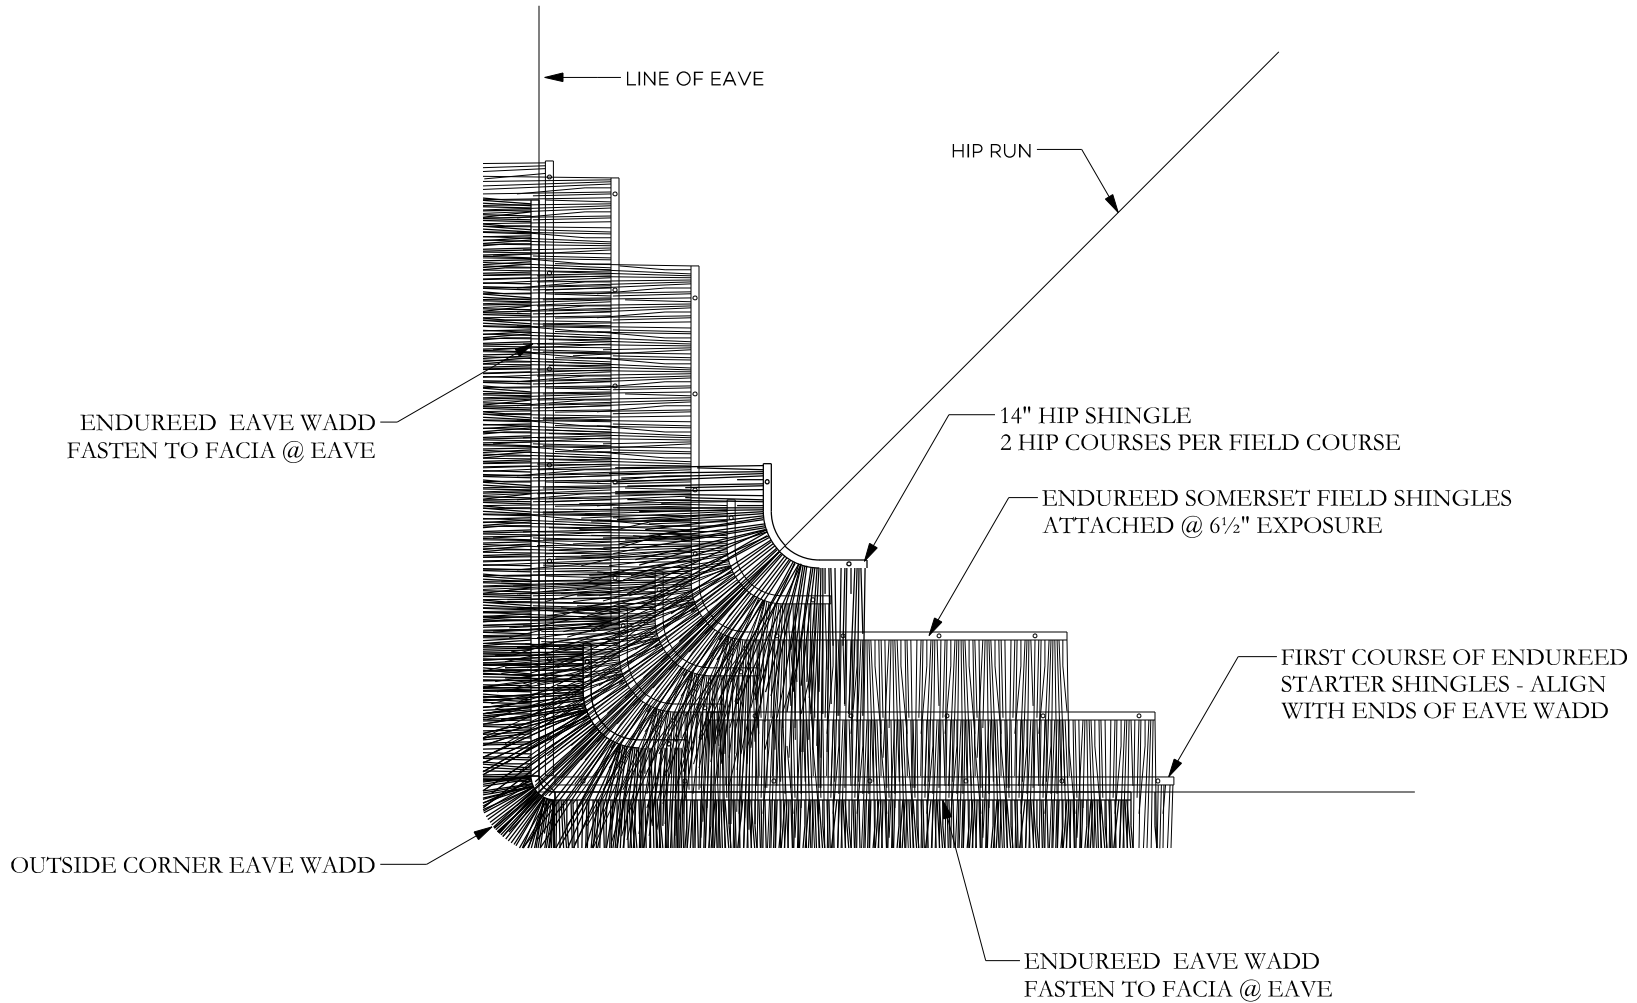 LINE OF EAVE
HIP RUN
ENDUREED EAVE WADD
FASTEN TO FACIA @ EAVE
14" HIP SHINGLE
2 HIP COURSES PER FIELD COURSE
ENDUREED SOMERSET FIELD SHINGLES
ATTACHED @ 6½" EXPOSURE
FIRST COURSE OF ENDUREED
STARTER SHINGLES - ALIGN
WITH ENDS OF EAVE WADD
OUTSIDE CORNER EAVE WADD
ENDUREED EAVE WADD
FASTEN TO FACIA @ EAVE